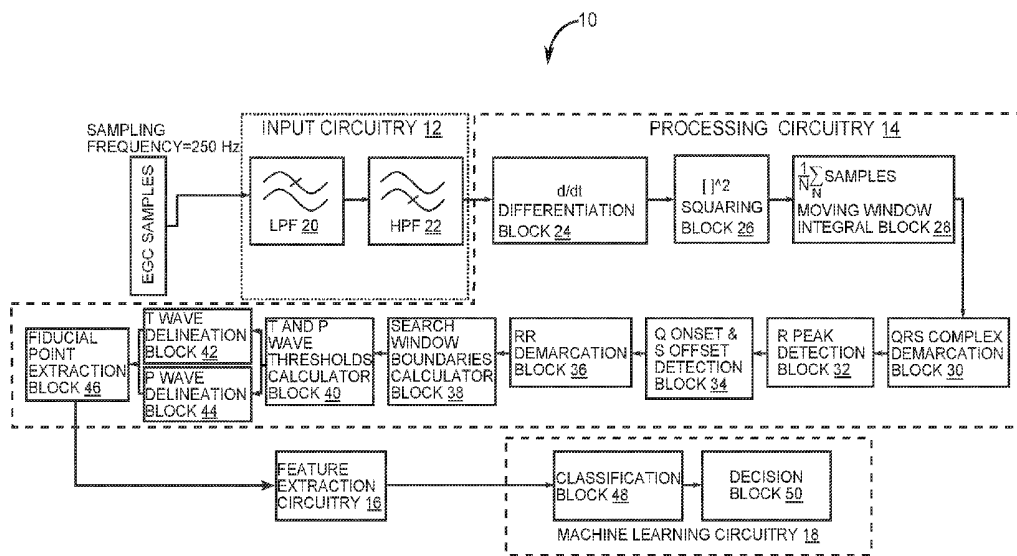 10
SAMPLING
FREQUENCY=250 Hz
EGC SAMPLES
INPUT CIRCUITRY 12
LPF 20
HPF 22
PROCESSING CIRCUITRY 14
d/dt
DIFFERENTIATION
BLOCK 24
[ ]^2
SQUARING
BLOCK 26
1/N ∑ N SAMPLES
MOVING WINDOW
INTEGRAL BLOCK 28
FIDUCIAL
POINT
EXTRACTION
BLOCK 46
T WAVE
DELINEATION
BLOCK 42
P WAVE
DELINEATION
BLOCK 44
T AND P
WAVE
THRESHOLDS
CALCULATOR
BLOCK 40
SEARCH
WINDOW
BOUNDARIES
CALCULATOR
BLOCK 38
RR
DEMARCATION
BLOCK 36
Q ONSET &
S OFFSET
DETECTION
BLOCK 34
R PEAK
DETECTION
BLOCK 32
QRS COMPLEX
DEMARCATION
BLOCK 30
FEATURE
EXTRACTION
CIRCUITRY 16
CLASSIFICATION
BLOCK 48
DECISION
BLOCK 50
MACHINE LEARNING CIRCUITRY 18